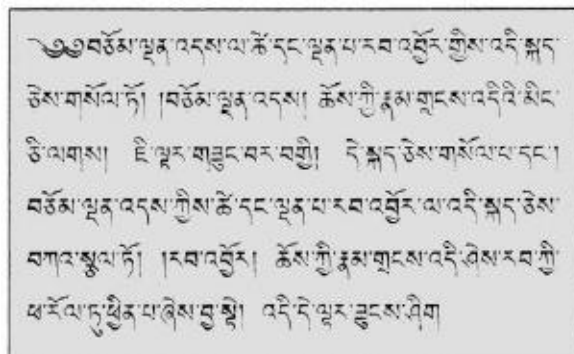 ༄༅༅བཅོམ་ལྡན་འདས་ལ་ཚེ་དང་ལྡན་པ་རབ་འབྱོར་གྱིས་འདི་སྐད་
ཅེས་གསོལ་ཏོ། །བཅོམ་ལྡན་འདས། ཆོས་ཀྱི་རྣམ་གྲངས་འདིའི་མིང་
ཅི་ལགས། ཇི་ལྟར་གཟུང་བར་བགྱི། དེ་སྐད་ཅེས་གསོལ་པ་དང་།
བཅོམ་ལྡན་འདས་ཀྱིས་ཚེ་དང་ལྡན་པ་རབ་འབྱོར་ལ་འདི་སྐད་ཅེས་
བཀའ་སྩལ་ཏོ། །རབ་འབྱོར། ཆོས་ཀྱི་རྣམ་གྲངས་འདི་ཤེས་རབ་ཀྱི་
ཕ་རོལ་ཏུ་ཕྱིན་པ་ཞེས་བྱ་སྟེ། འདི་དེ་ལྟར་ཟུངས་ཤིག